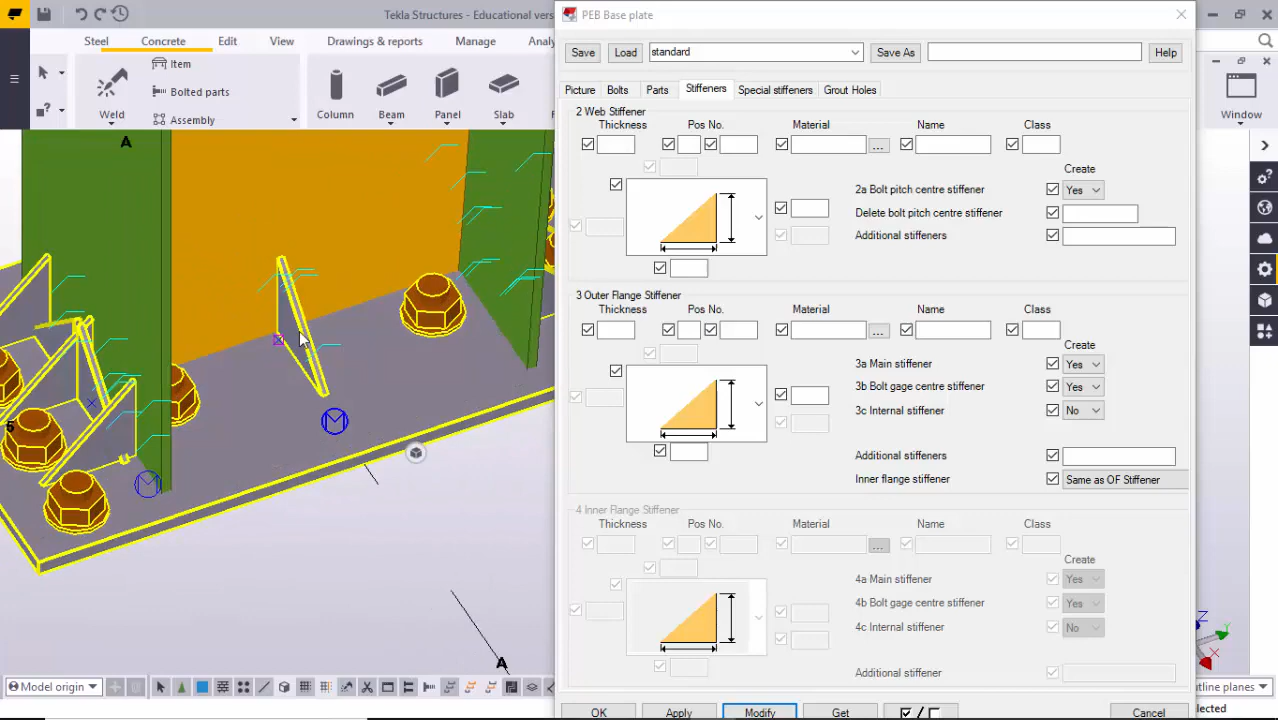 Tekla Structures - Educational vers
PEB Base plate
Steel
Concrete
Edit
View
Drawings & reports
Manage
Analy
Save
Load
standard
Save As
Help
Weld
Item
Bolted parts
Assembly
Column
Beam
Panel
Slab
Window
Picture
Bolts
Parts
Stiffeners
Special stiffeners
Grout Holes
2 Web Stiffener
Thickness
Pos No.
Material
Name
Class
...
Create
2a Bolt pitch centre stiffener
Yes
Delete bolt pitch centre stiffener
Additional stiffeners
3 Outer Flange Stiffener
Thickness
Pos No.
Material
Name
Class
...
Create
3a Main stiffener
Yes
3b Bolt gage centre stiffener
Yes
3c Internal stiffener
No
Additional stiffeners
Inner flange stiffener
Same as OF Stiffener
4 Inner Flange Stiffener
Thickness
Pos No.
Material
Name
Class
...
Create
4a Main stiffener
Yes
4b Bolt gage centre stiffener
Yes
4c Internal stiffener
No
Additional stiffener
OK
Apply
Modify
Get
/
Cancel
A
5
M
M
A
Z
Y
X
Model origin
utline planes
elected